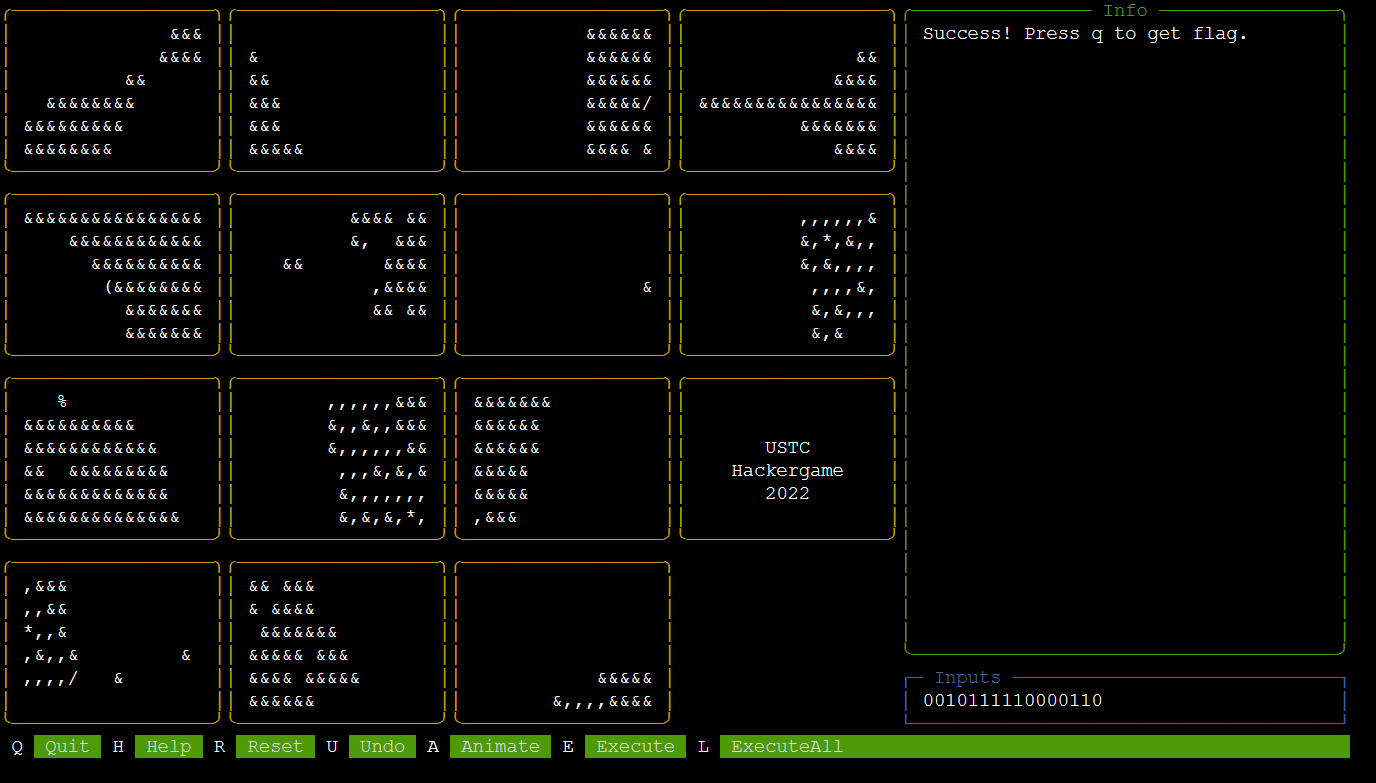 Info
Success! Press q to get flag.
USTC
Hackergame
2022
Inputs
0010111110000110
Q Quit H Help R Reset U Undo A Animate E Execute L ExecuteAll